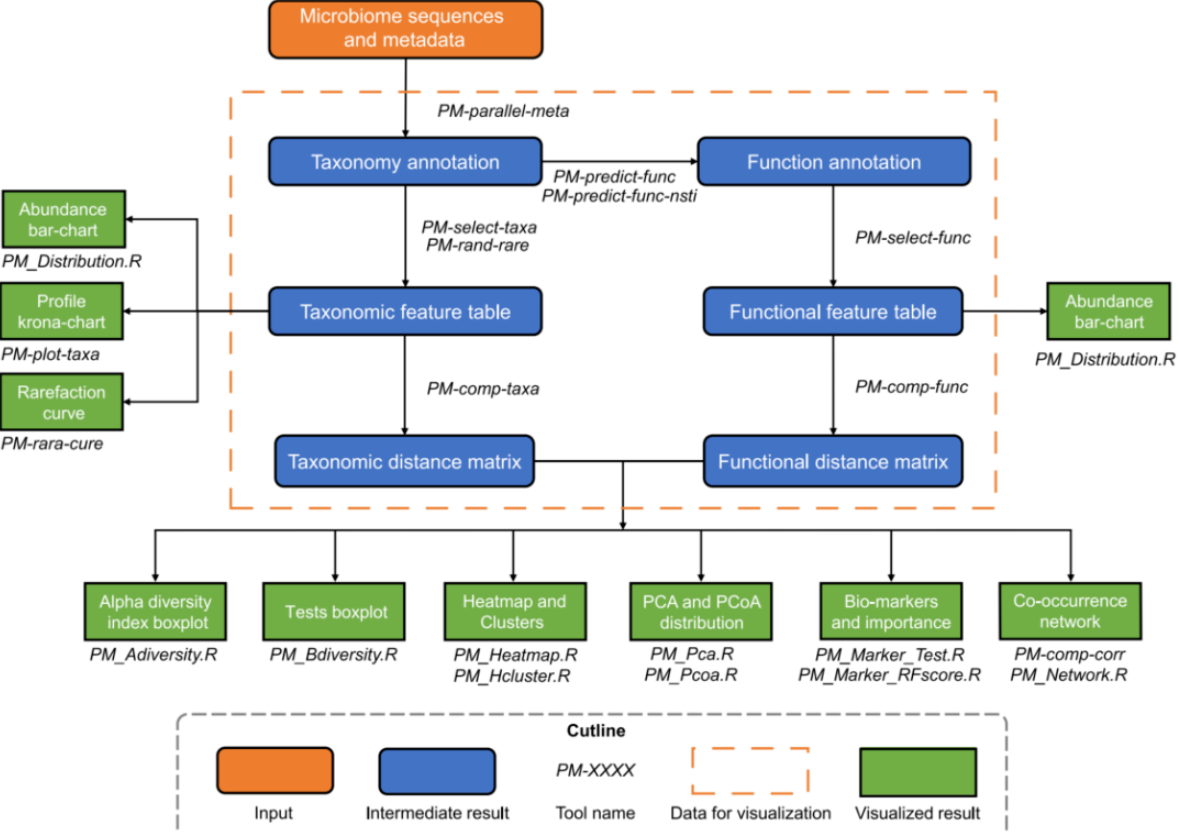 Microbiome sequences
and metadata
PM-parallel-meta
Taxonomy annotation
Function annotation
PM-predict-func
PM-predict-func-nsti
Abundance
bar-chart
PM_Distribution.R
PM-select-taxa
PM-rand-rare
PM-select-func
Profile
krona-chart
PM-plot-taxa
Taxonomic feature table
Functional feature table
Abundance
bar-chart
PM_Distribution.R
Rarefaction
curve
PM-rara-cure
PM-comp-taxa
PM-comp-func
Taxonomic distance matrix
Functional distance matrix
Alpha diversity
index boxplot
PM_Adiversity.R
Tests boxplot
PM_Bdiversity.R
Heatmap and
Clusters
PM_Heatmap.R
PM_Hcluster.R
PCA and PCoA
distribution
PM_Pca.R
PM_Pcoa.R
Bio-markers
and importance
PM_Marker_Test.R
PM_Marker_RFscore.R
Co-occurrence
network
PM-comp-corr
PM_Network.R
Cutline
PM-XXXX
Input
Intermediate result
Tool name
Data for visualization
Visualized result